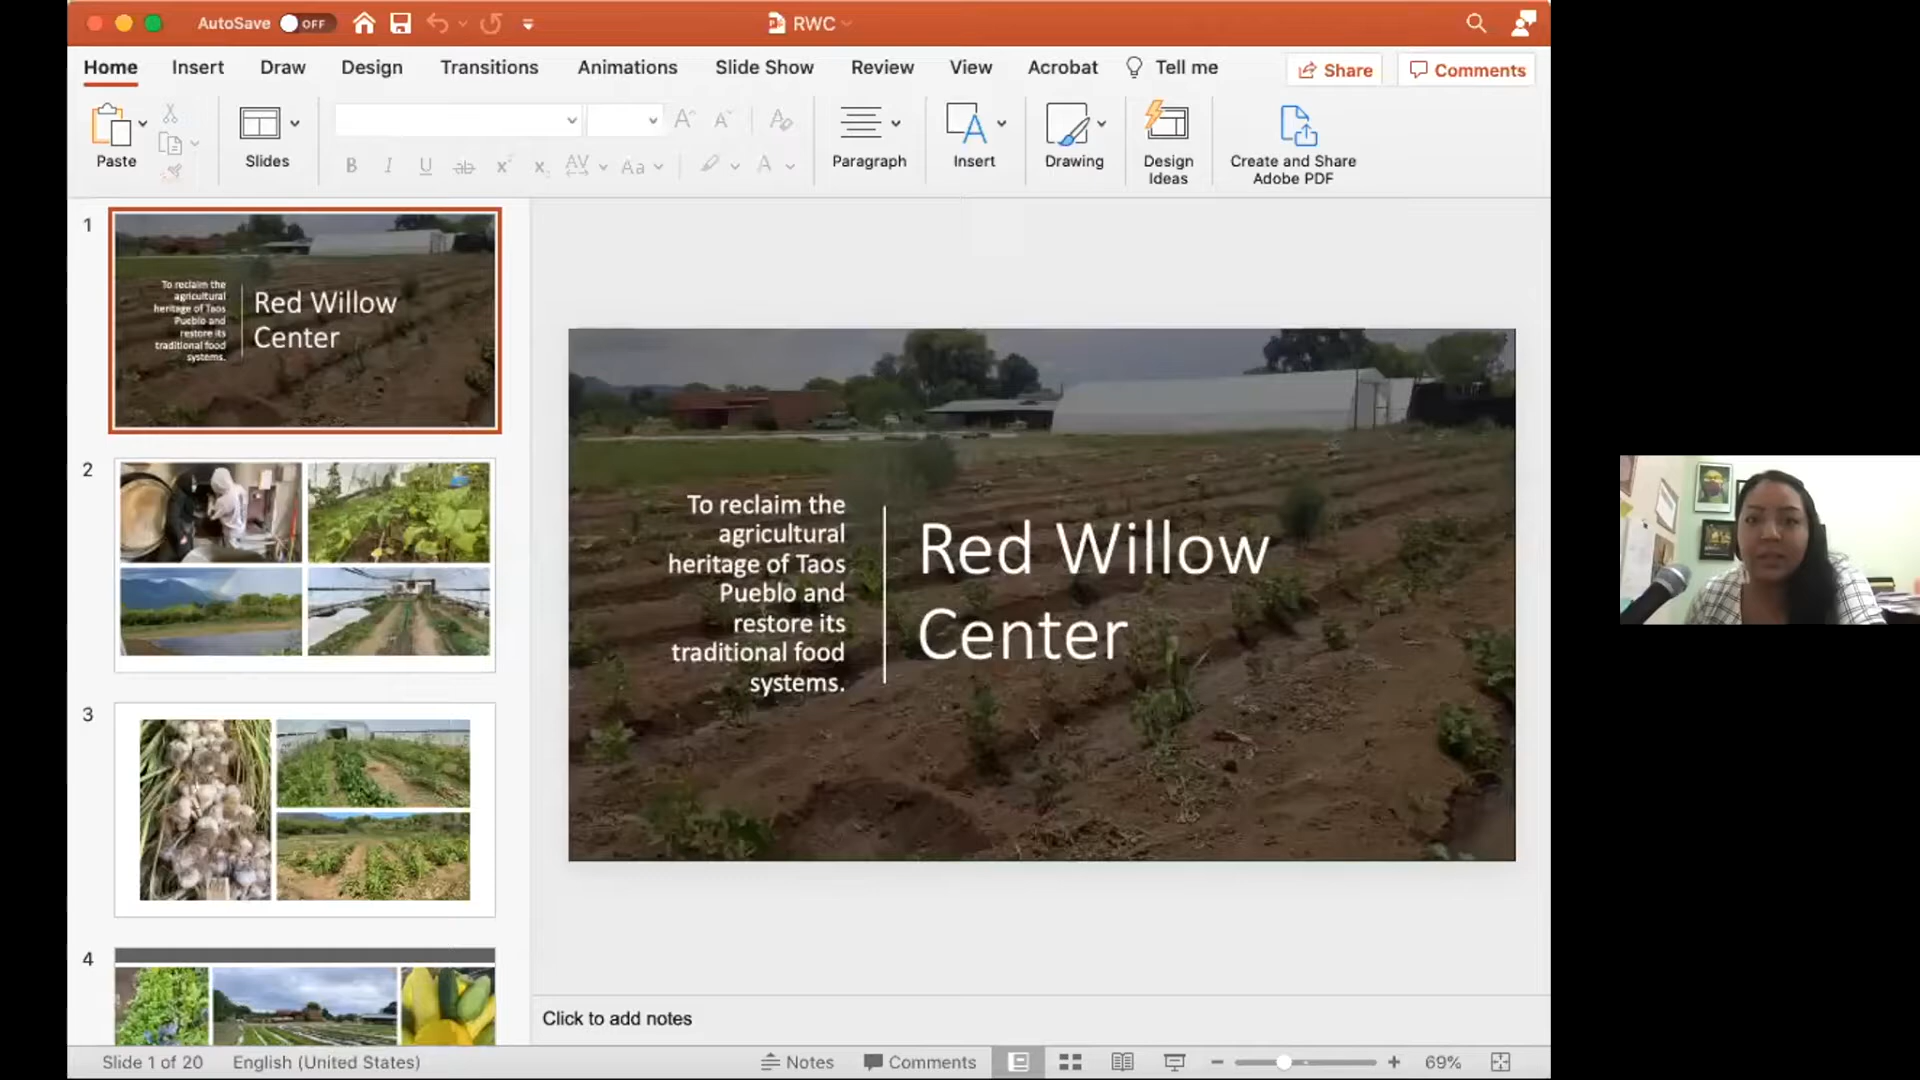 AutoSave OFF
RWC
Home Insert Draw Design Transitions Animations Slide Show Review View Acrobat Tell me Share Comments
Paste Slides Paragraph Insert Drawing Design Ideas Create and Share Adobe PDF
1
To reclaim the
agricultural
heritage of Taos
Pueblo and
restore its
traditional food
systems.
Red Willow
Center
2
3
4
To reclaim the
agricultural
heritage of Taos
Pueblo and
restore its
traditional food
systems.
Red Willow
Center
Click to add notes
Slide 1 of 20 English (United States) Notes Comments 69%